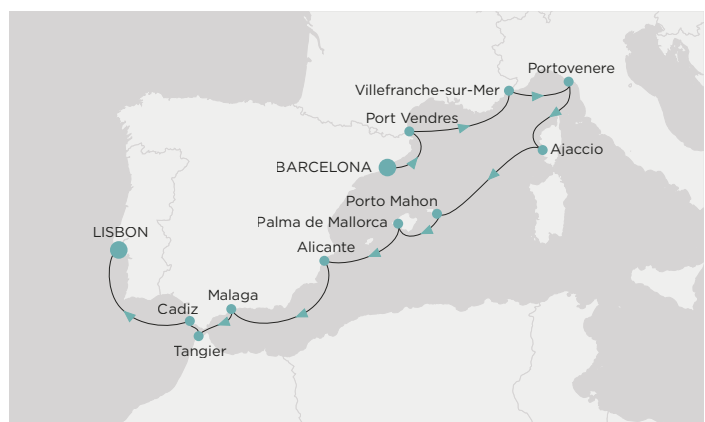 Portovenere
Villefranche-sur-Mer
Port Vendres
Ajaccio
BARCELONA
Porto Mahon
Palma de Mallorca
LISBON
Alicante
Malaga
Cadiz
Tangier